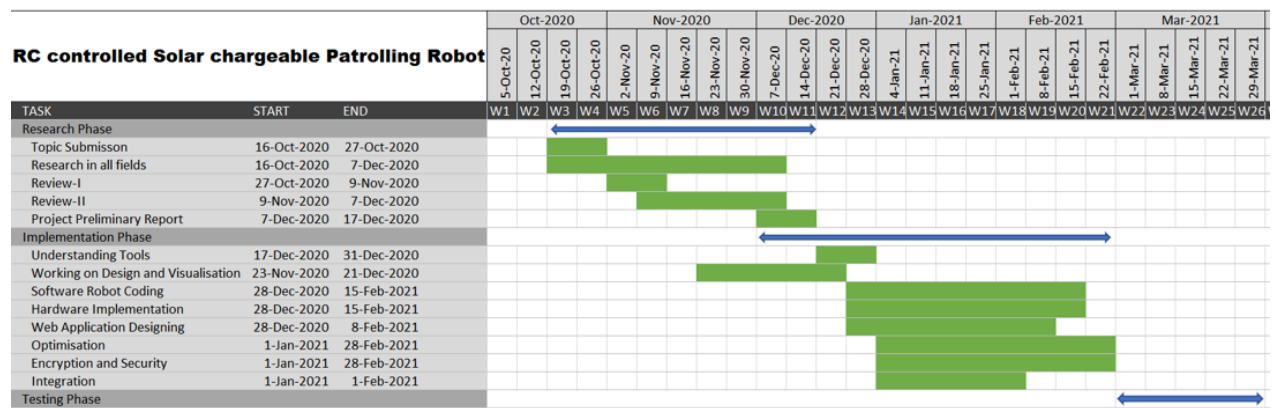 Oct-2020 Nov-2020 Dec-2020 Jan-2021 Feb-2021 Mar-2021
RC controlled Solar chargeable Patrolling Robot
5-Oct-20 12-Oct-20 19-Oct-20 26-Oct-20 2-Nov-20 9-Nov-20 16-Nov-20 23-Nov-20 30-Nov-20 7-Dec-20 14-Dec-20 21-Dec-20 28-Dec-20 4-Jan-21 11-Jan-21 18-Jan-21 25-Jan-21 1-Feb-21 8-Feb-21 15-Feb-21 22-Feb-21 1-Mar-21 8-Mar-21 15-Mar-21 22-Mar-21 29-Mar-21
TASK START END W1 W2 W3 W4 W5 W6 W7 W8 W9 W10 W11 W12 W13 W14 W15 W16 W17 W18 W19 W20 W21 W22 W23 W24 W25 W26
Research Phase
Topic Submisson 16-Oct-2020 27-Oct-2020
Research in all fields 16-Oct-2020 7-Dec-2020
Review-I 27-Oct-2020 9-Nov-2020
Review-II 9-Nov-2020 7-Dec-2020
Project Preliminary Report 7-Dec-2020 17-Dec-2020
Implementation Phase
Understanding Tools 17-Dec-2020 31-Dec-2020
Working on Design and Visualisation 23-Nov-2020 21-Dec-2020
Software Robot Coding 28-Dec-2020 15-Feb-2021
Hardware Implementation 28-Dec-2020 15-Feb-2021
Web Application Designing 28-Dec-2020 8-Feb-2021
Optimisation 1-Jan-2021 28-Feb-2021
Encryption and Security 1-Jan-2021 28-Feb-2021
Integration 1-Jan-2021 1-Feb-2021
Testing Phase